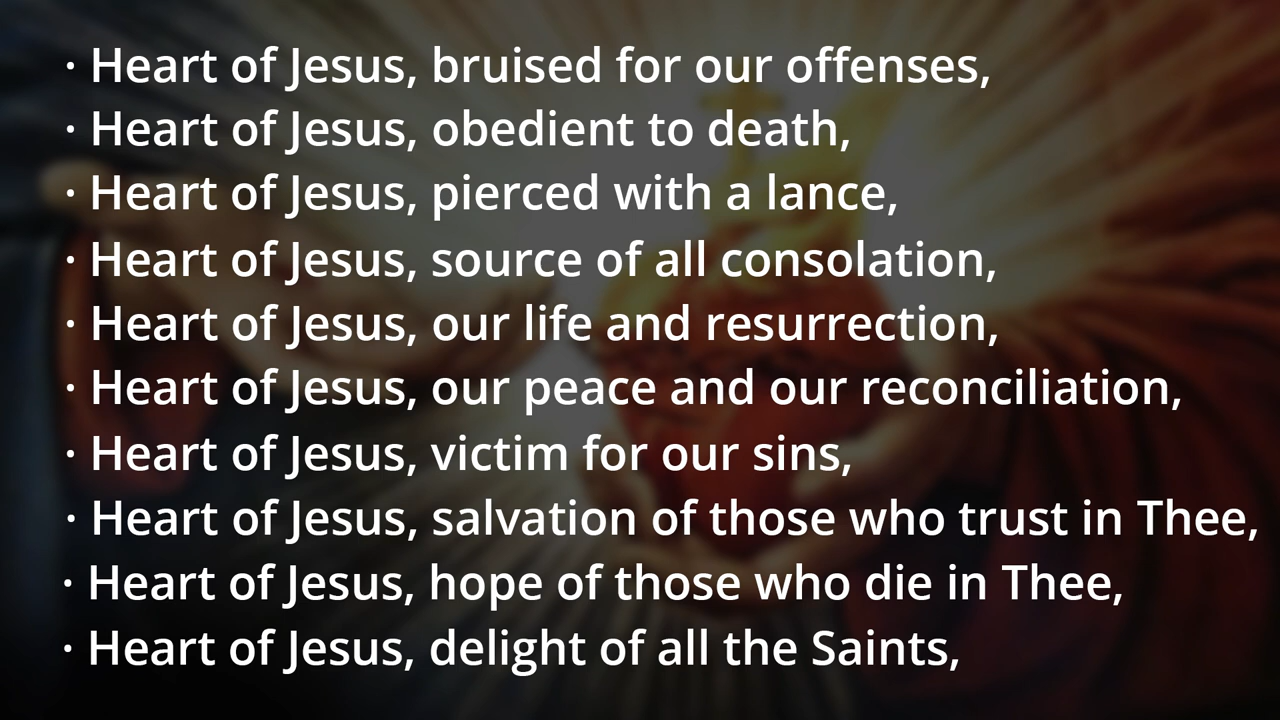 · Heart of Jesus, bruised for our offenses,
· Heart of Jesus, obedient to death,
· Heart of Jesus, pierced with a lance,
· Heart of Jesus, source of all consolation,
· Heart of Jesus, our life and resurrection,
· Heart of Jesus, our peace and our reconciliation,
· Heart of Jesus, victim for our sins,
· Heart of Jesus, salvation of those who trust in Thee,
· Heart of Jesus, hope of those who die in Thee,
· Heart of Jesus, delight of all the Saints,